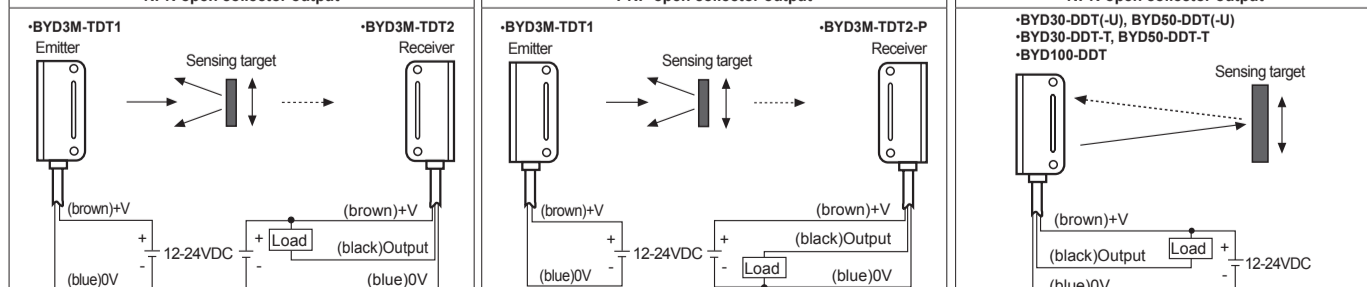 NPN open collector output
•BYD3M-TDT1
•BYD3M-TDT2
Emitter
Receiver
Sensing target
(brown)+V
(brown)+V
+
12-24VDC
+
Load
(black)Output
-
-
(blue)0V
(blue)0V
PNP open collector output
•BYD3M-TDT1
•BYD3M-TDT2-P
Emitter
Receiver
Sensing target
(brown)+V
(brown)+V
+
12-24VDC
+
(black)Output
-
-
Load
(blue)0V
(blue)0V
NPN open collector output
•BYD30-DDT(-U), BYD50-DDT(-U)
•BYD30-DDT-T, BYD50-DDT-T
•BYD100-DDT
Sensing target
(brown)+V
(black)Output
Load
+
12-24VDC
-
(blue)0V